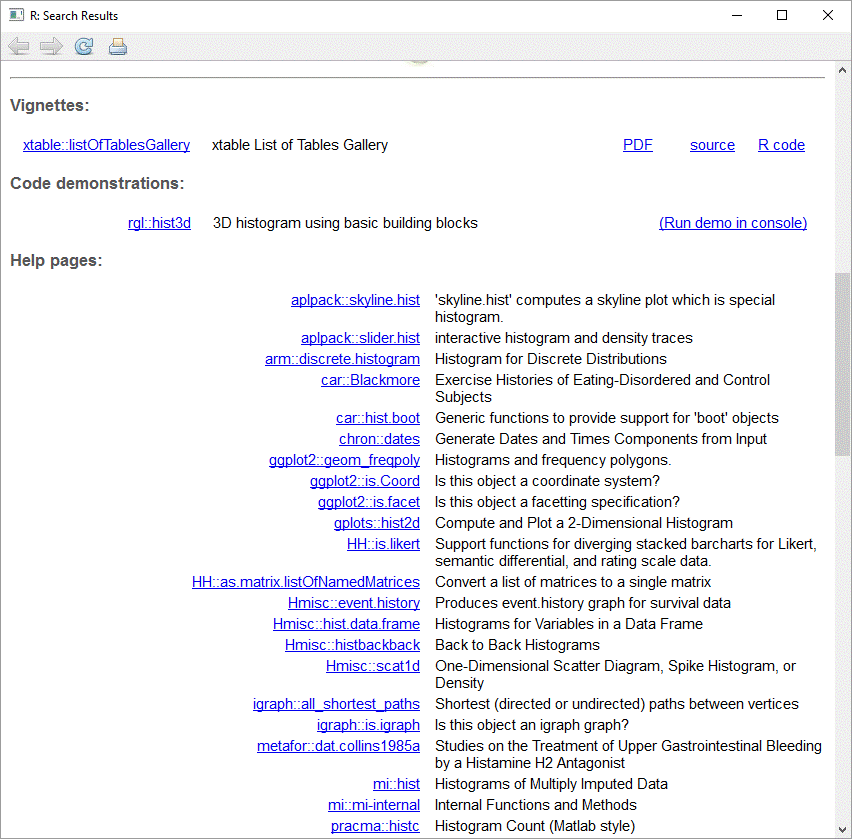 R: Search Results
Vignettes:
xtable::listOfTablesGallery xtable List of Tables Gallery PDF source R code
Code demonstrations:
rgl::hist3d 3D histogram using basic building blocks (Run demo in console)
Help pages:
aplpack::skyline.hist 'skyline.hist' computes a skyline plot which is special
histogram.
aplpack::slider.hist interactive histogram and density traces
arm::discrete.histogram Histogram for Discrete Distributions
car::Blackmore Exercise Histories of Eating-Disordered and Control
Subjects
car::hist.boot Generic functions to provide support for 'boot' objects
chron::dates Generate Dates and Times Components from Input
ggplot2::geom_freqpoly Histograms and frequency polygons.
ggplot2::is.Coord Is this object a coordinate system?
ggplot2::is.facet Is this object a facetting specification?
gplots::hist2d Compute and Plot a 2-Dimensional Histogram
HH::is.likert Support functions for diverging stacked barcharts for Likert,
semantic differential, and rating scale data.
HH::as.matrix.listOfNamedMatrices Convert a list of matrices to a single matrix
Hmisc::event.history Produces event.history graph for survival data
Hmisc::hist.data.frame Histograms for Variables in a Data Frame
Hmisc::histbackback Back to Back Histograms
Hmisc::scat1d One-Dimensional Scatter Diagram, Spike Histogram, or
Density
igraph::all_shortest_paths Shortest (directed or undirected) paths between vertices
igraph::is.igraph Is this object an igraph graph?
metafor::dat.collins1985a Studies on the Treatment of Upper Gastrointestinal Bleeding
by a Histamine H2 Antagonist
mi::hist Histograms of Multiply Imputed Data
mi::mi-internal Internal Functions and Methods
pracma::histc Histogram Count (Matlab style)